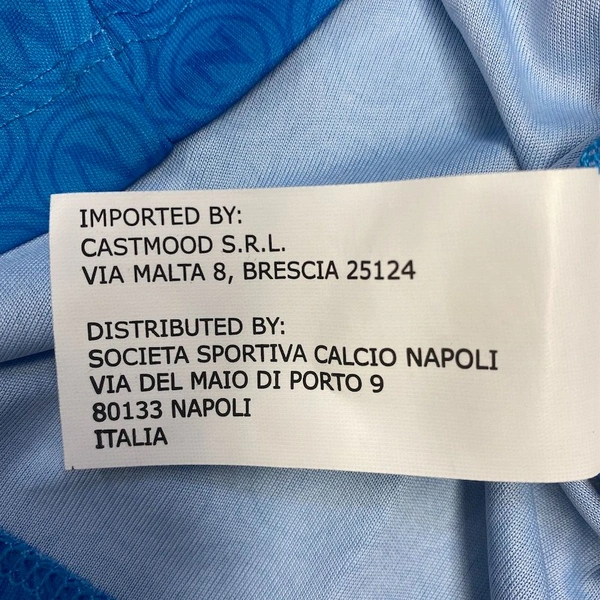 IMPORTED BY:
CASTMOOD S.R.L.
VIA MALTA 8, BRESCIA 25124
DISTRIBUTED BY:
SOCIETA SPORTIVA CALCIO NAPOLI
VIA DEL MAIO DI PORTO 9
80133 NAPOLI
ITALIA